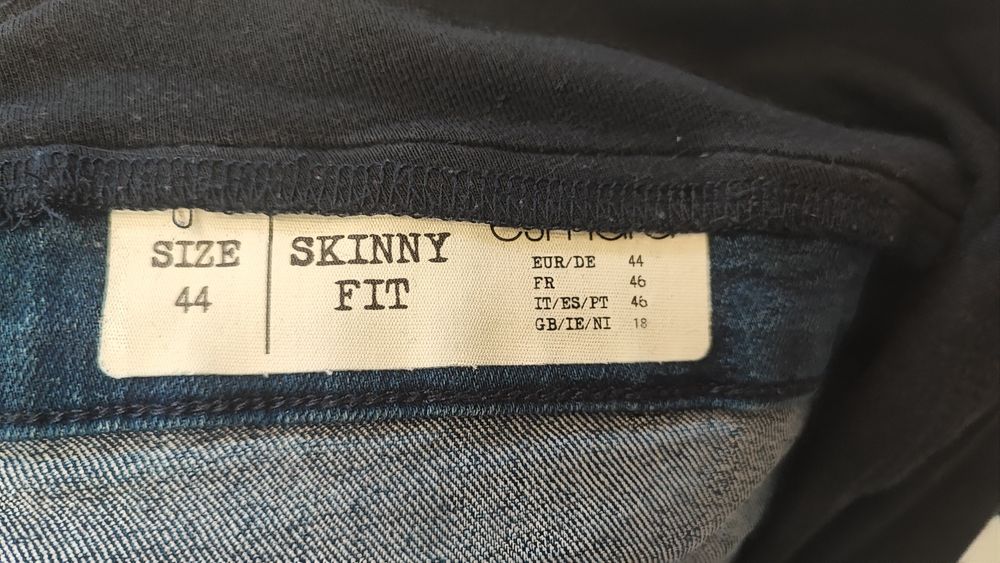 SIZE
44
SKINNY
FIT
EUR/DE 44
FR 46
IT/ES/PT 46
GB/IE/NI 18